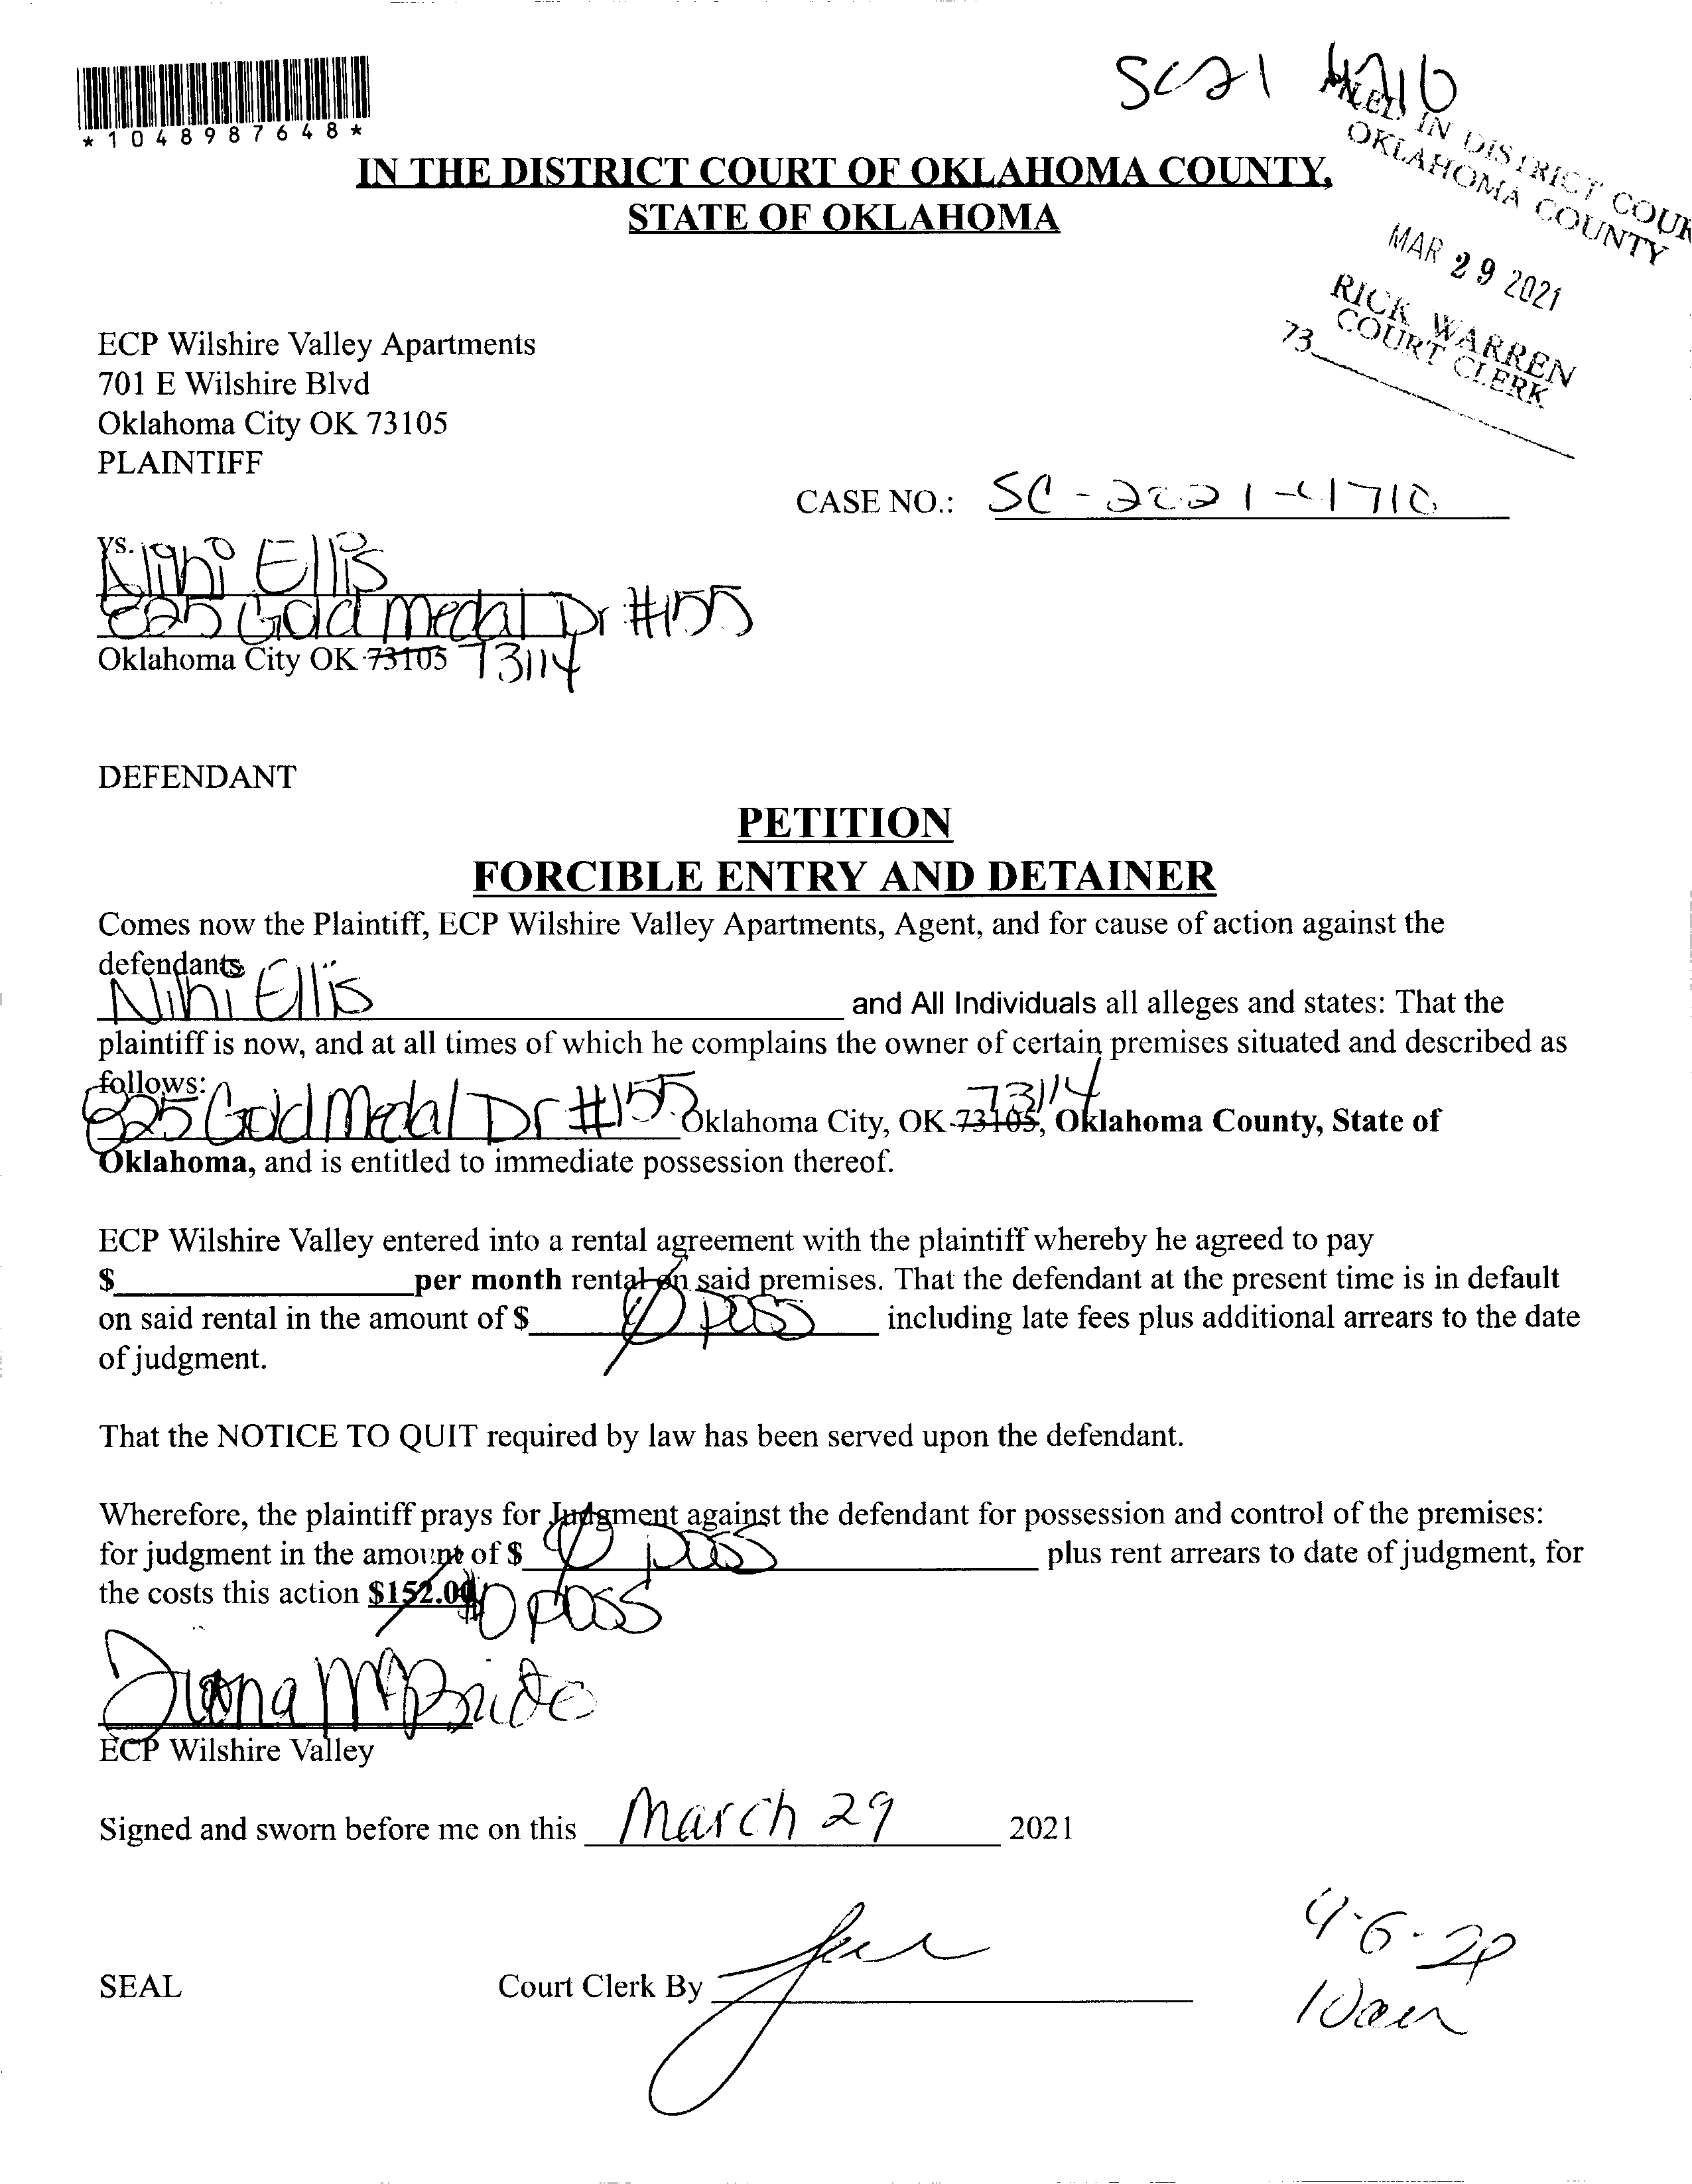 *1048987648*
SC21 4710
FILED IN DISTRICT COUR
OKLAHOMA COUNTY
MAR 29 2021
RICK WARREN
COURT CLERK
73
IN THE DISTRICT COURT OF OKLAHOMA COUNTY,
STATE OF OKLAHOMA
ECP Wilshire Valley Apartments
701 E Wilshire Blvd
Oklahoma City OK 73105
PLAINTIFF
CASE NO.: SC-2021-4710
vs.
Nihi Ellis
825 Gold Medal Dr #155
Oklahoma City OK 73105 73114
DEFENDANT
PETITION
FORCIBLE ENTRY AND DETAINER
Comes now the Plaintiff, ECP Wilshire Valley Apartments, Agent, and for cause of action against the
defendants
Nihi Ellis and All Individuals all alleges and states: That the
plaintiff is now, and at all times of which he complains the owner of certain premises situated and described as
follows:
825 Gold Medal Dr #155 Oklahoma City, OK 73105, 73114 Oklahoma County, State of
Oklahoma, and is entitled to immediate possession thereof.
ECP Wilshire Valley entered into a rental agreement with the plaintiff whereby he agreed to pay
$ per month rental on said premises. That the defendant at the present time is in default
on said rental in the amount of $ 0 poss including late fees plus additional arrears to the date
of judgment.
That the NOTICE TO QUIT required by law has been served upon the defendant.
Wherefore, the plaintiff prays for Judgment against the defendant for possession and control of the premises:
for judgment in the amount of $ 0 poss plus rent arrears to date of judgment, for
the costs this action $152.00 $0 poss
Diana McBride
ECP Wilshire Valley
Signed and sworn before me on this March 29 2021
SEAL
Court Clerk By
10am